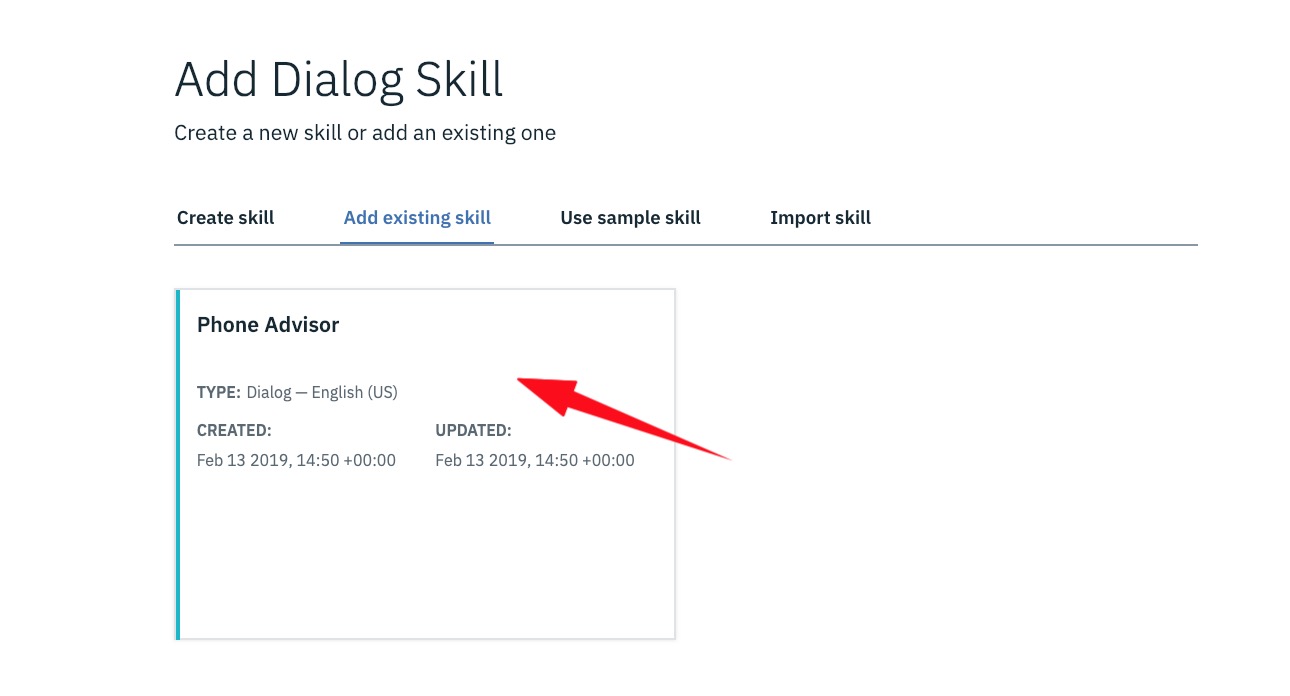 Add Dialog Skill
Create a new skill or add an existing one
Create skill Add existing skill Use sample skill Import skill
Phone Advisor
TYPE: Dialog — English (US)
CREATED: UPDATED:
Feb 13 2019, 14:50 +00:00 Feb 13 2019, 14:50 +00:00